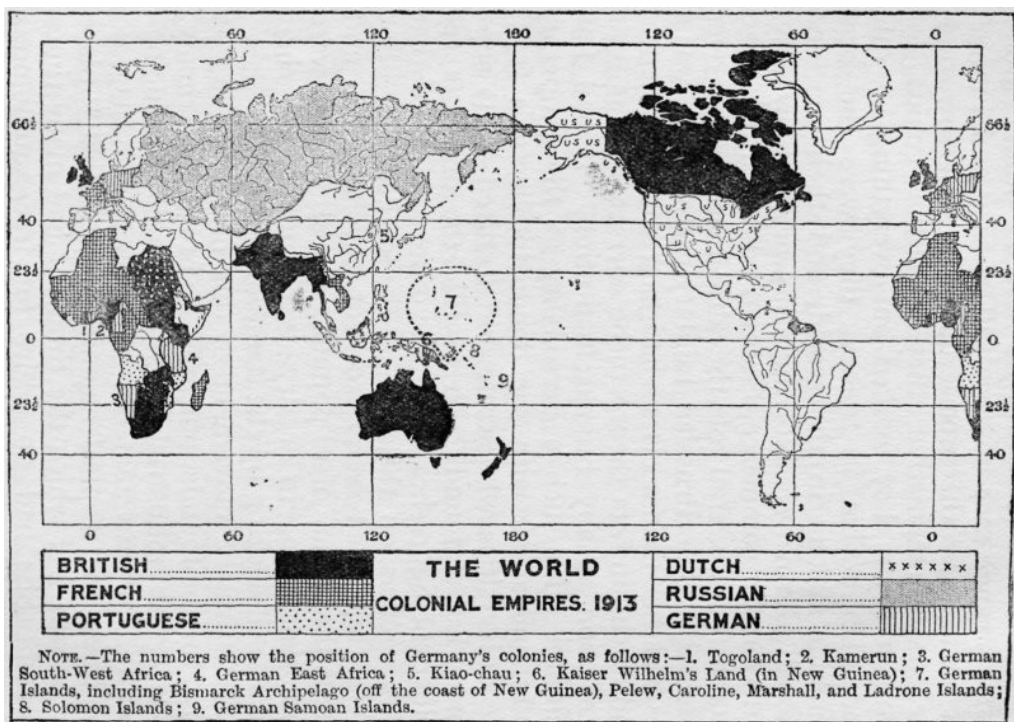 0 60 120 180 120 60 0
66½ 66½
U S U S
U S U S
40 40
U S U S U S
U S U S U S U S
5
23½ 23½
7
1 2
0 0
6
4
8
9
3
23½ 23½
40 40
0 60 120 180 120 60 0
BRITISH
FRENCH
PORTUGUESE
THE WORLD
COLONIAL EMPIRES. 1913
DUTCH
RUSSIAN
GERMAN
NOTE.—The numbers show the position of Germany's colonies, as follows:—1. Togoland; 2. Kamerun; 3. German
South-West Africa; 4. German East Africa; 5. Kiao-chau; 6. Kaiser Wilhelm's Land (in New Guinea); 7. German
Islands, including Bismarck Archipelago (off the coast of New Guinea), Pelew, Caroline, Marshall, and Ladrone Islands;
8. Solomon Islands; 9. German Samoan Islands.